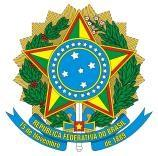 REPÚBLICA FEDERATIVA DO BRASIL
15 de Novembro de 1889